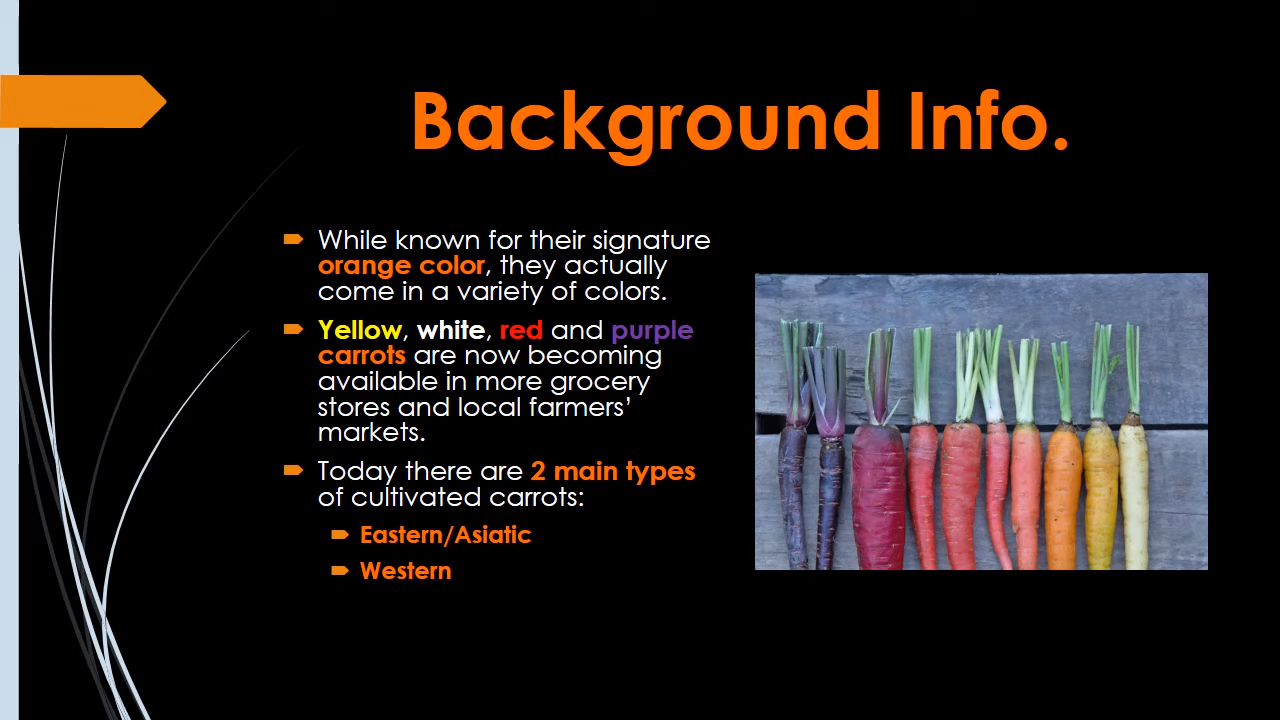 Background Info.
While known for their signature
orange color, they actually
come in a variety of colors.
Yellow, white, red and purple
carrots are now becoming
available in more grocery
stores and local farmers’
markets.
Today there are 2 main types
of cultivated carrots:
Eastern/Asiatic
Western